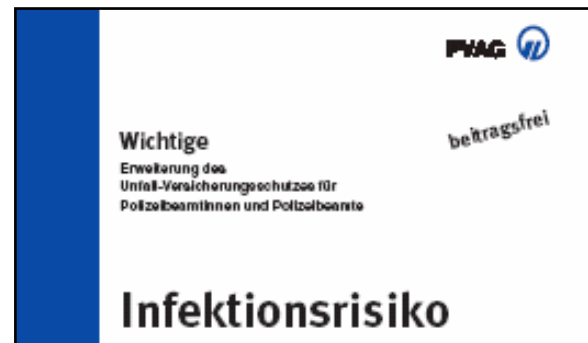 PVAG
beitragsfrei
Wichtige
Erweiterung des
Unfall-Versicherungsschutzes für
Polizeibeamtinnen und Polizeibeamte
Infektionsrisiko